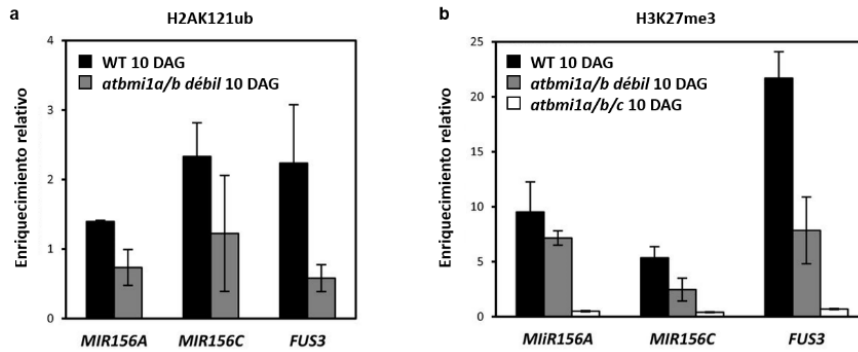 a
H2AK121ub
Enriquecimiento relativo
4
3
2
1
0
WT 10 DAG
atbmi1a/b débil 10 DAG
MIR156A MIR156C FUS3
b
H3K27me3
Enriquecimiento relativo
25
20
15
10
5
0
WT 10 DAG
atbmi1a/b débil 10 DAG
atbmi1a/b/c 10 DAG
MIiR156A MIR156C FUS3